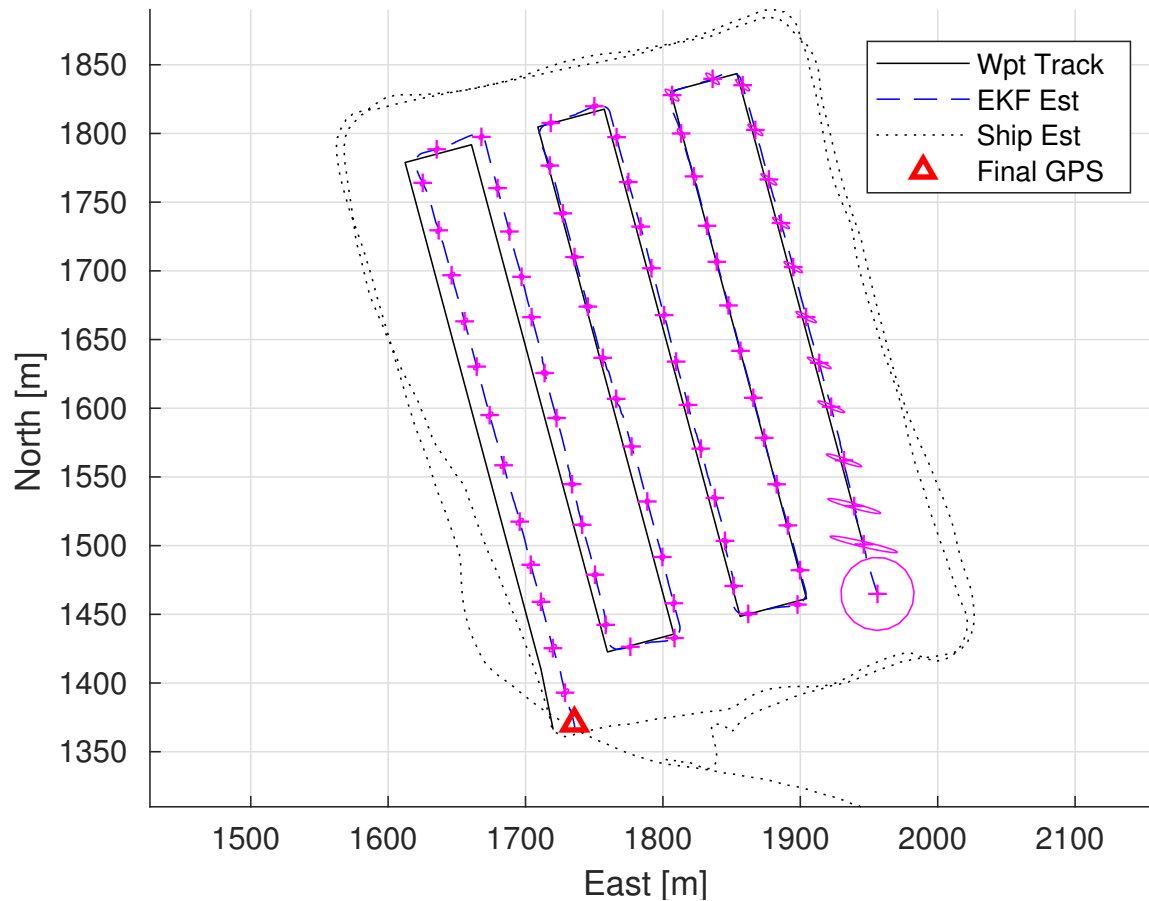 1850
1800
1750
1700
1650
1600
1550
1500
1450
1400
1350
North [m]
Wpt Track
EKF Est
Ship Est
Final GPS
1500 1600 1700 1800 1900 2000 2100
East [m]